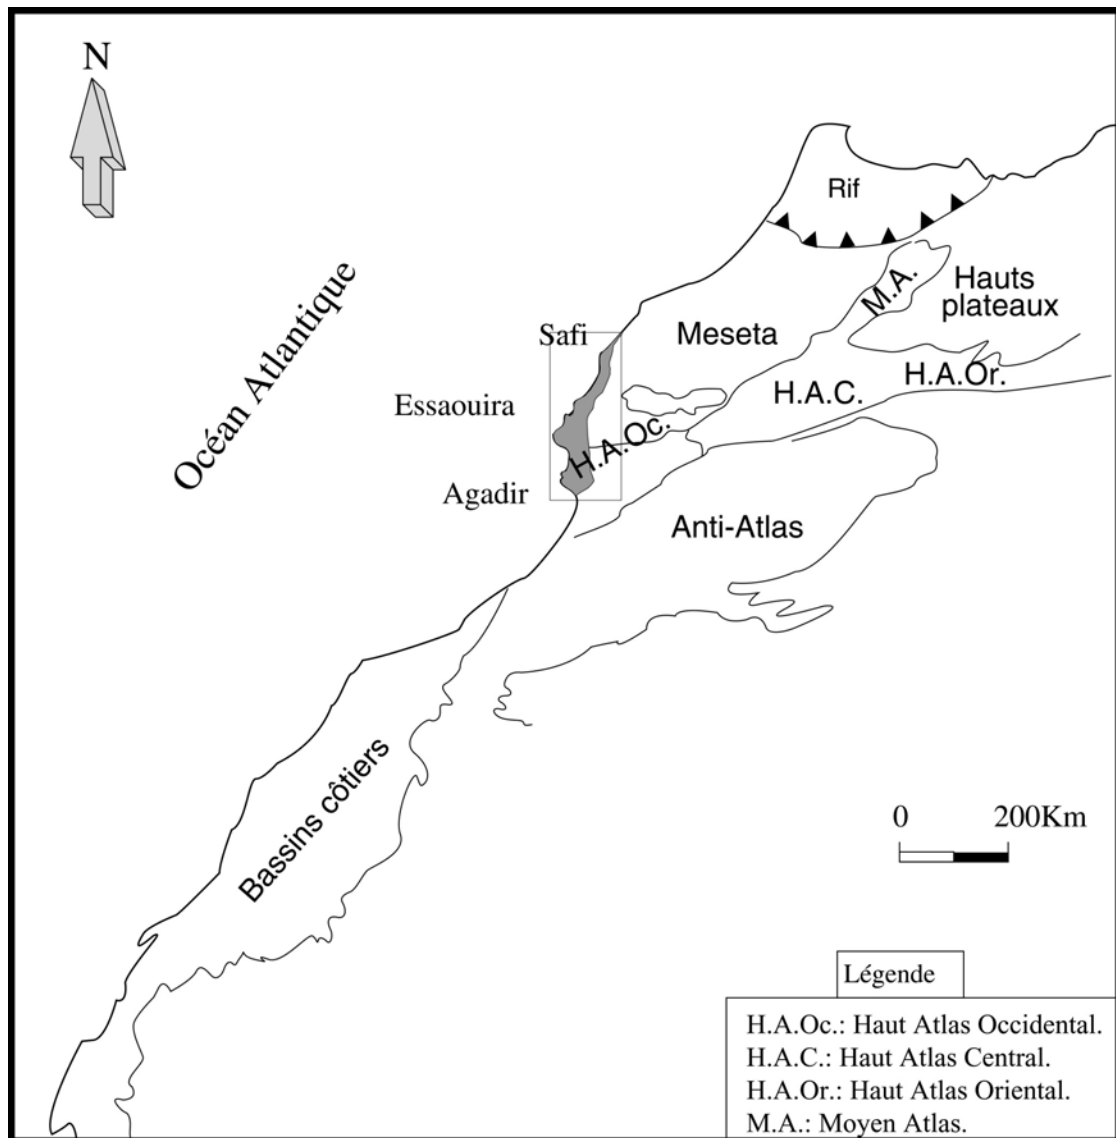 N
Rif
Océan Atlantique
M.A.
Hauts
plateaux
Safi
Meseta
H.A.Or.
H.A.C.
Essaouira
H.A.Oc.
Agadir
Anti-Atlas
Bassins côtiers
0 200Km
Légende
H.A.Oc.: Haut Atlas Occidental.
H.A.C.: Haut Atlas Central.
H.A.Or.: Haut Atlas Oriental.
M.A.: Moyen Atlas.